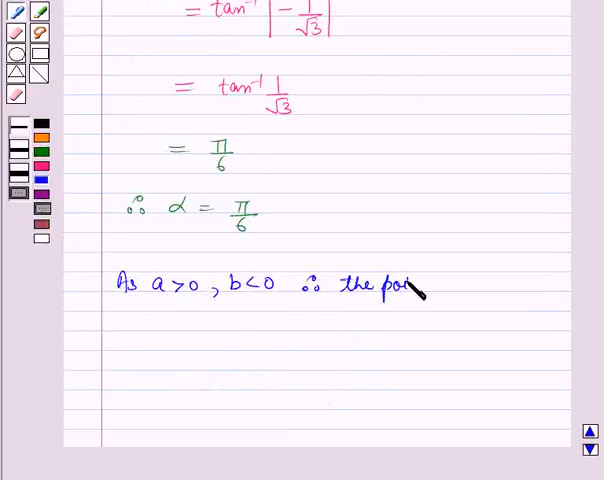 = tan⁻¹ |− 1/√3|
= tan⁻¹ 1/√3
= π/6
∴ α = π/6
As a > 0 , b < 0 ∴ the poi